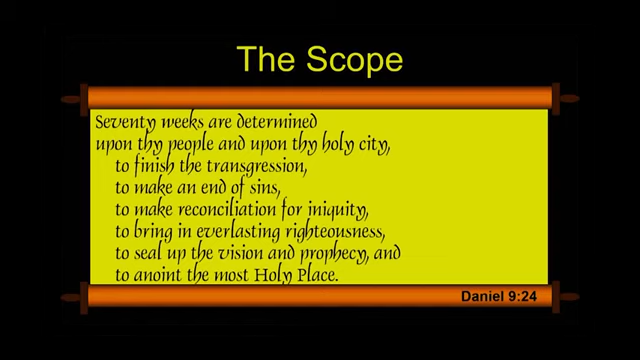 The Scope
Seventy weeks are determined
upon thy people and upon thy holy city,
to finish the transgression,
to make an end of sins,
to make reconciliation for iniquity,
to bring in everlasting righteousness,
to seal up the vision and prophecy, and
to anoint the most Holy Place.
Daniel 9:24